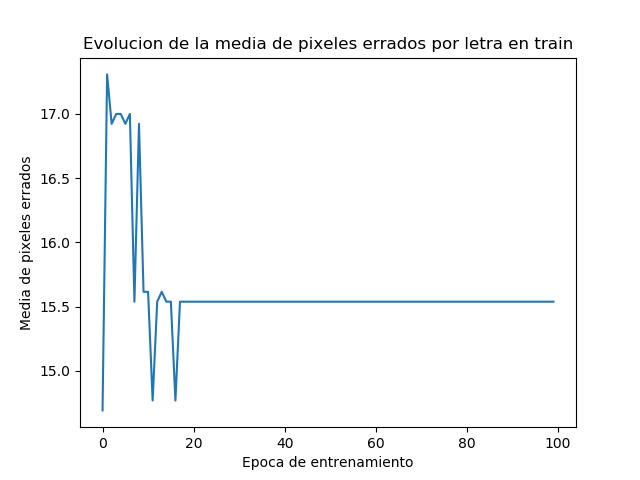 Evolucion de la media de pixeles errados por letra en train
17.0
16.5
16.0
15.5
15.0
Media de pixeles errados
0 20 40 60 80 100
Epoca de entrenamiento